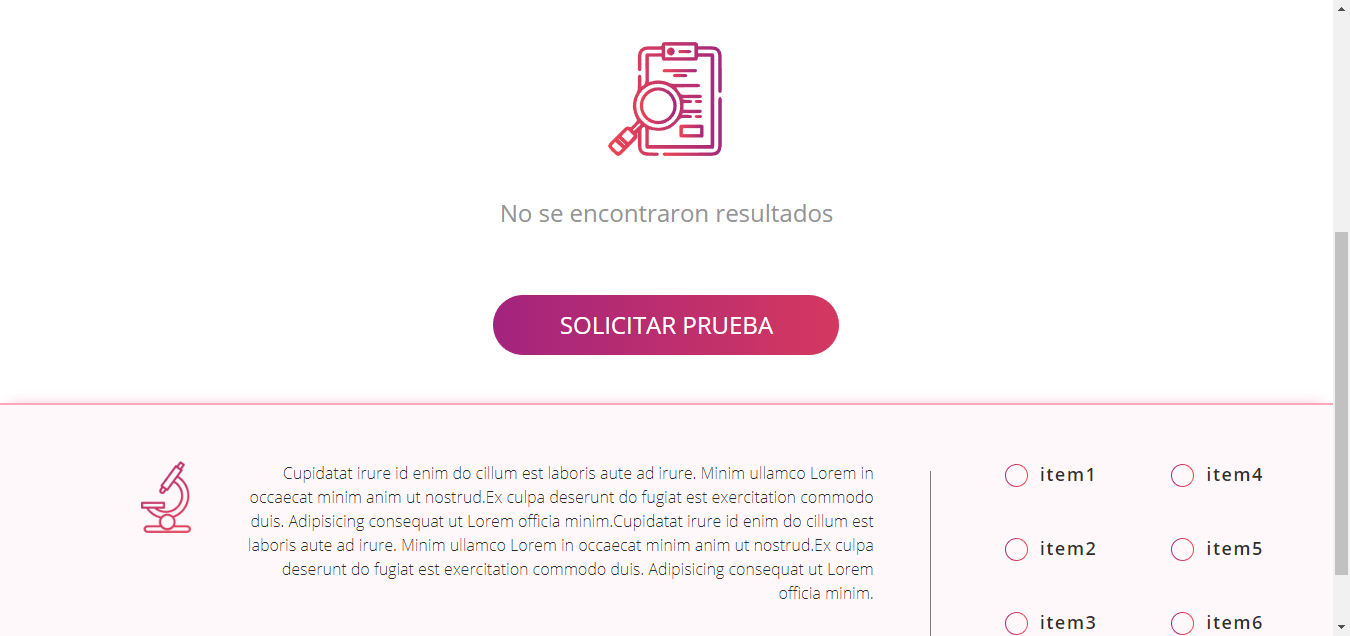 No se encontraron resultados
SOLICITAR PRUEBA
Cupidatat irure id enim do cillum est laboris aute ad irure. Minim ullamco Lorem in
occaecat minim anim ut nostrud.Ex culpa deserunt do fugiat est exercitation commodo
duis. Adipisicing consequat ut Lorem officia minim.Cupidatat irure id enim do cillum est
laboris aute ad irure. Minim ullamco Lorem in occaecat minim anim ut nostrud.Ex culpa
deserunt do fugiat est exercitation commodo duis. Adipisicing consequat ut Lorem
officia minim.
item1
item4
item2
item5
item3
item6